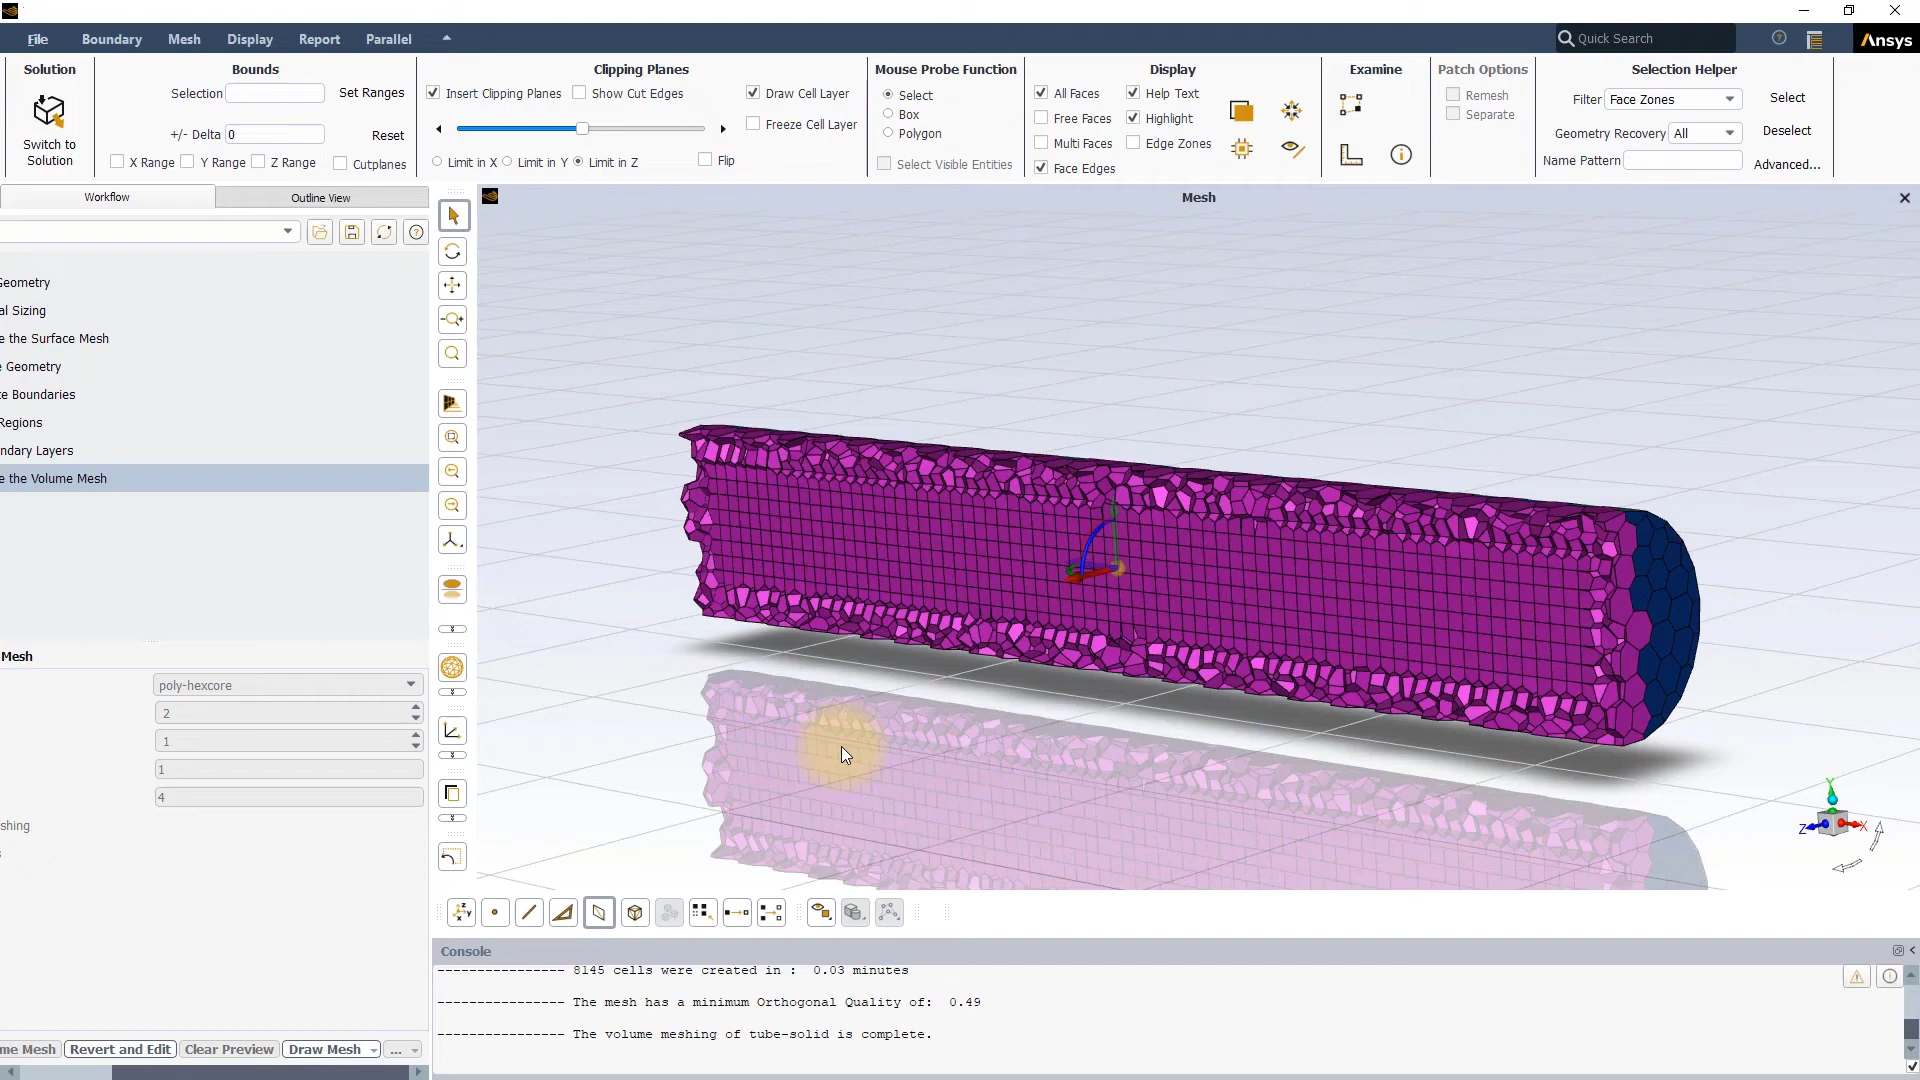 File Boundary Mesh Display Report Parallel Quick Search Ansys
Solution Bounds Clipping Planes Mouse Probe Function Display Examine Patch Options Selection Helper
Switch to
Solution
Selection Set Ranges
+/- Delta 0 Reset
X Range Y Range Z Range Cutplanes
Insert Clipping Planes Show Cut Edges Draw Cell Layer
Freeze Cell Layer
Limit in X Limit in Y Limit in Z Flip
Select
Box
Polygon
Select Visible Entities
All Faces Help Text
Free Faces Highlight
Multi Faces Edge Zones
Face Edges
Remesh
Separate
Filter Face Zones Select
Geometry Recovery All Deselect
Name Pattern Advanced...
Workflow Outline View
Mesh
Geometry
al Sizing
e the Surface Mesh
e Geometry
te Boundaries
Regions
ndary Layers
e the Volume Mesh
Mesh
poly-hexcore
2
1
1
4
shing
s
Y
Z X
me Mesh Revert and Edit Clear Preview Draw Mesh ...
Console
---------------- 8145 cells were created in : 0.03 minutes
---------------- The mesh has a minimum Orthogonal Quality of: 0.49
---------------- The volume meshing of tube-solid is complete.